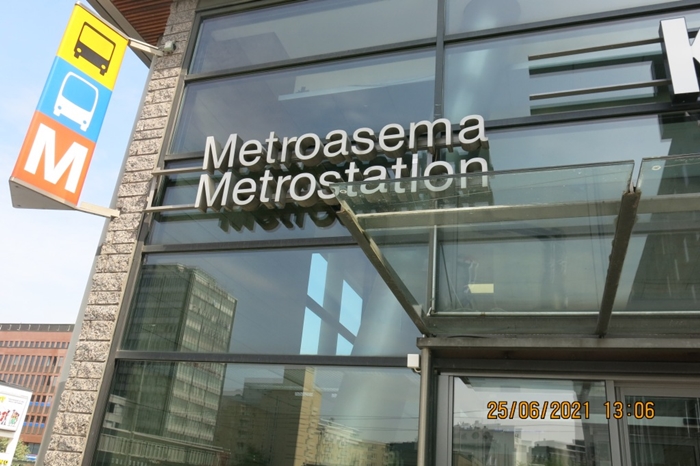 M
Metroasema
Metrostation
K
25/06/2021 13:06